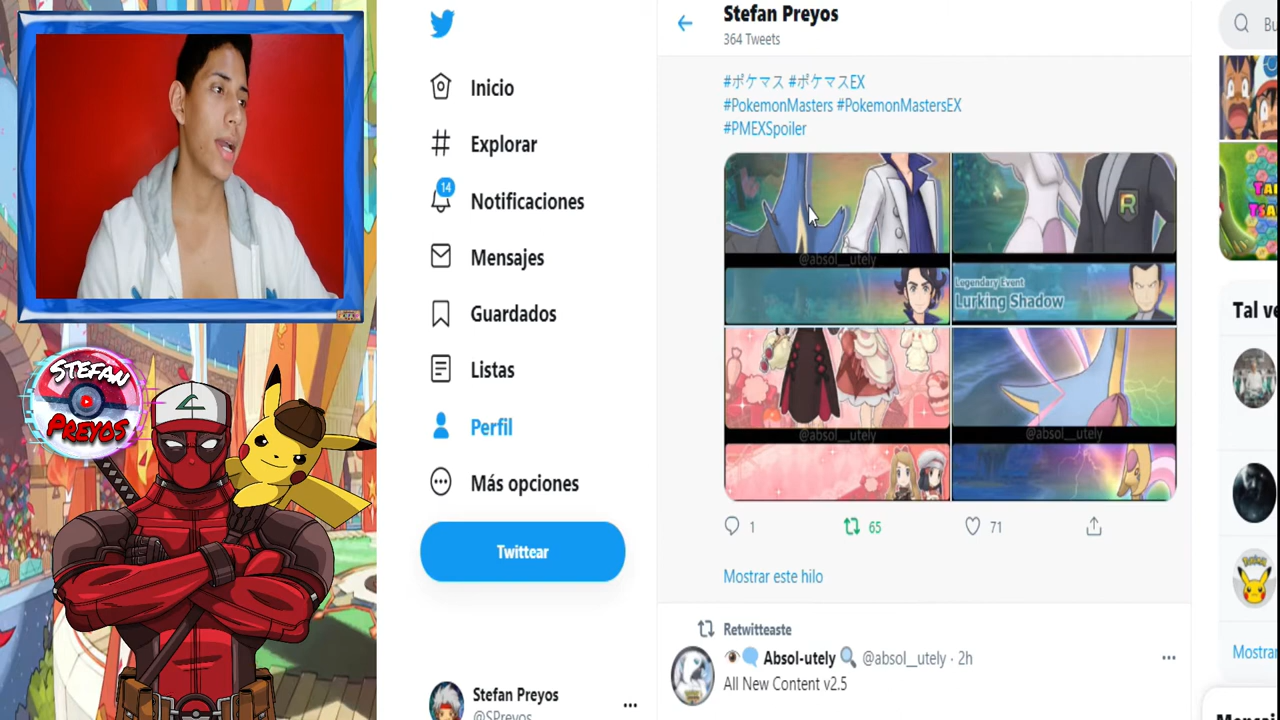 Stefan Preyos
364 Tweets
#ポケマス #ポケマスEX
#PokemonMasters #PokemonMastersEX
#PMEXSpoiler
Inicio
Explorar
14
Notificaciones
Mensajes
Guardados
Listas
Perfil
Más opciones
Twittear
Stefan Preyos
@SPreyos
STEFAN
PREYOS
R
@absol__utely
Legendary Event
Lurking Shadow
@absol__utely
@absol__utely
1
65
71
Mostrar este hilo
Retwitteaste
Absol-utely @absol__utely · 2h
All New Content v2.5
Bu
Tal ve
Mostrar